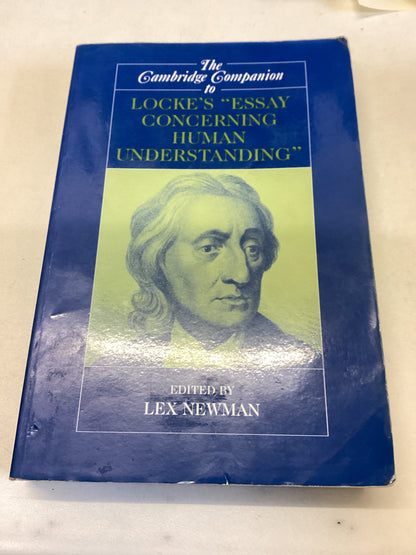 The
Cambridge Companion
to
LOCKE'S "ESSAY
CONCERNING
HUMAN
UNDERSTANDING"
EDITED BY
LEX NEWMAN